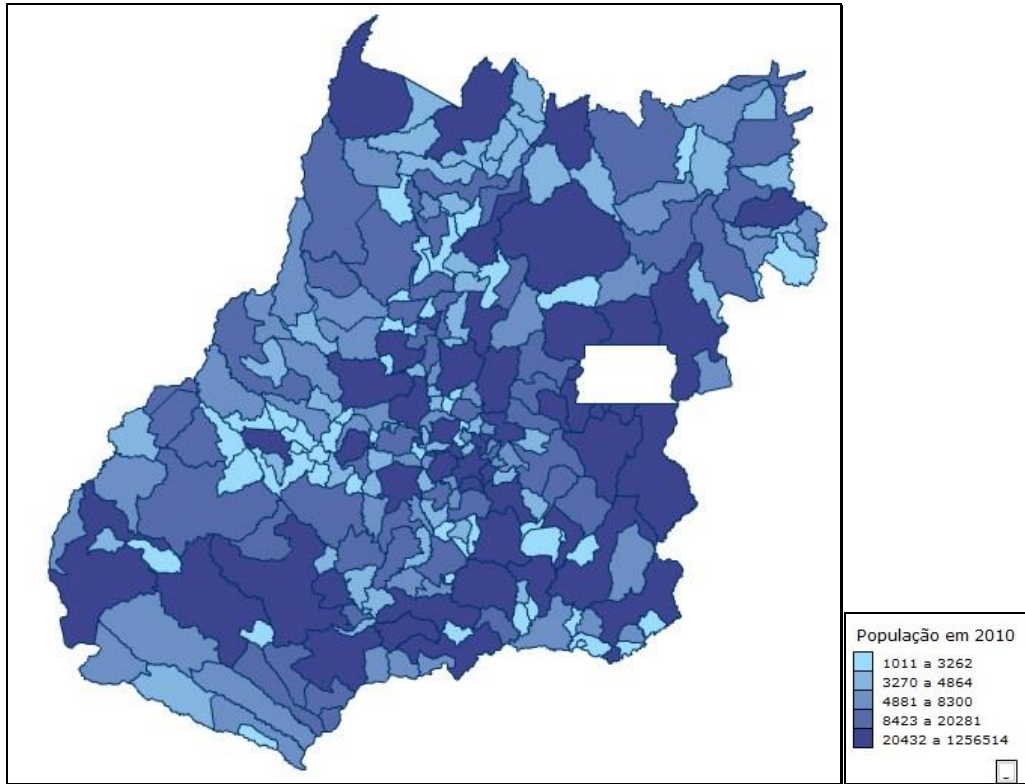 População em 2010
1011 a 3262
3270 a 4864
4881 a 8300
8423 a 20281
20432 a 1256514